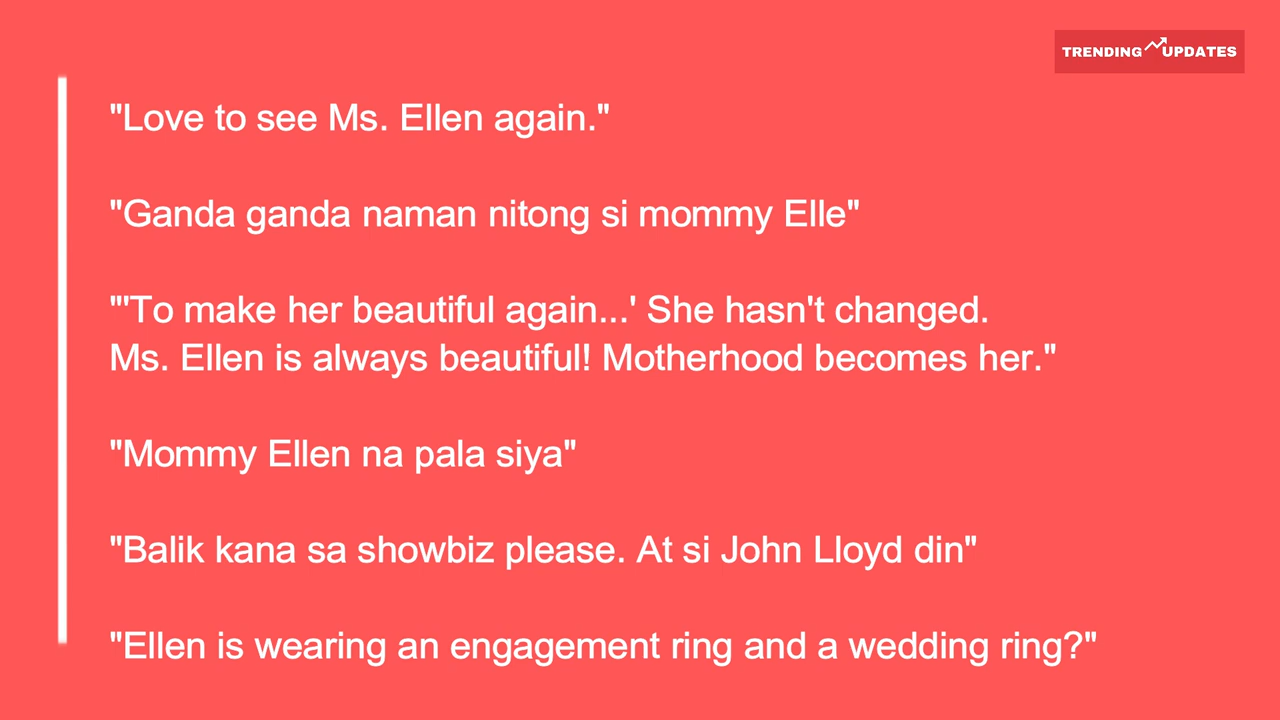 TRENDING UPDATES
"Love to see Ms. Ellen again."
"Ganda ganda naman nitong si mommy Elle"
"'To make her beautiful again...' She hasn't changed.
Ms. Ellen is always beautiful! Motherhood becomes her."
"Mommy Ellen na pala siya"
"Balik kana sa showbiz please. At si John Lloyd din"
"Ellen is wearing an engagement ring and a wedding ring?"